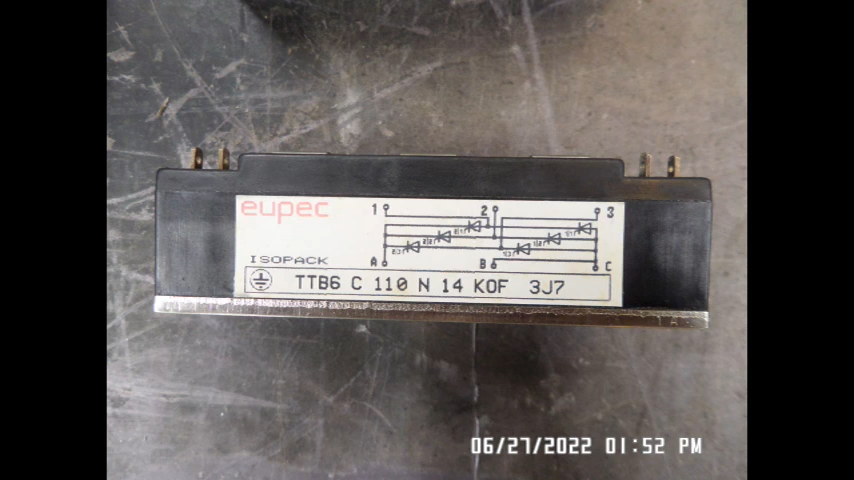 eupec
1 2 3
ISOPACK
A B C
TTB6 C 110 N 14 KOF 3J7
06/27/2022 01:52 PM